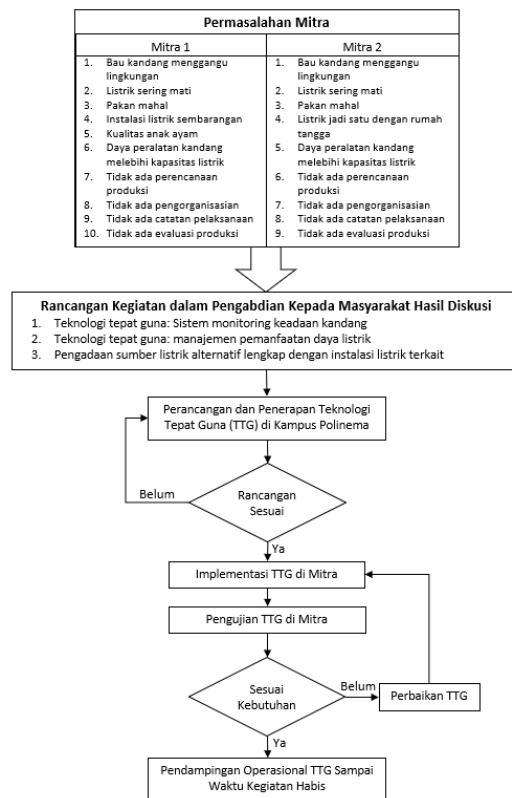 Permasalahan Mitra
Mitra 1
1. Bau kandang menggangu
lingkungan
2. Listrik sering mati
3. Pakan mahal
4. Instalasi listrik sembarangan
5. Kualitas anak ayam
6. Daya peralatan kandang
melebihi kapasitas listrik
7. Tidak ada perencanaan
produksi
8. Tidak ada pengorganisasian
9. Tidak ada catatan pelaksanaan
10. Tidak ada evaluasi produksi
Mitra 2
1. Bau kandang menggangu
lingkungan
2. Listrik sering mati
3. Pakan mahal
4. Listrik jadi satu dengan rumah
tangga
5. Daya peralatan kandang
melebihi kapasitas listrik
6. Tidak ada perencanaan
produksi
7. Tidak ada pengorganisasian
8. Tidak ada catatan pelaksanaan
9. Tidak ada evaluasi produksi
Rancangan Kegiatan dalam Pengabdian Kepada Masyarakat Hasil Diskusi
1. Teknologi tepat guna: Sistem monitoring keadaan kandang
2. Teknologi tepat guna: manajemen pemanfaatan daya listrik
3. Pengadaan sumber listrik alternatif lengkap dengan instalasi listrik terkait
Perancangan dan Penerapan Teknologi
Tepat Guna (TTG) di Kampus Polinema
Belum
Rancangan
Sesuai
Ya
Implementasi TTG di Mitra
Pengujian TTG di Mitra
Sesuai
Kebutuhan
Belum
Perbaikan TTG
Ya
Pendampingan Operasional TTG Sampai
Waktu Kegiatan Habis